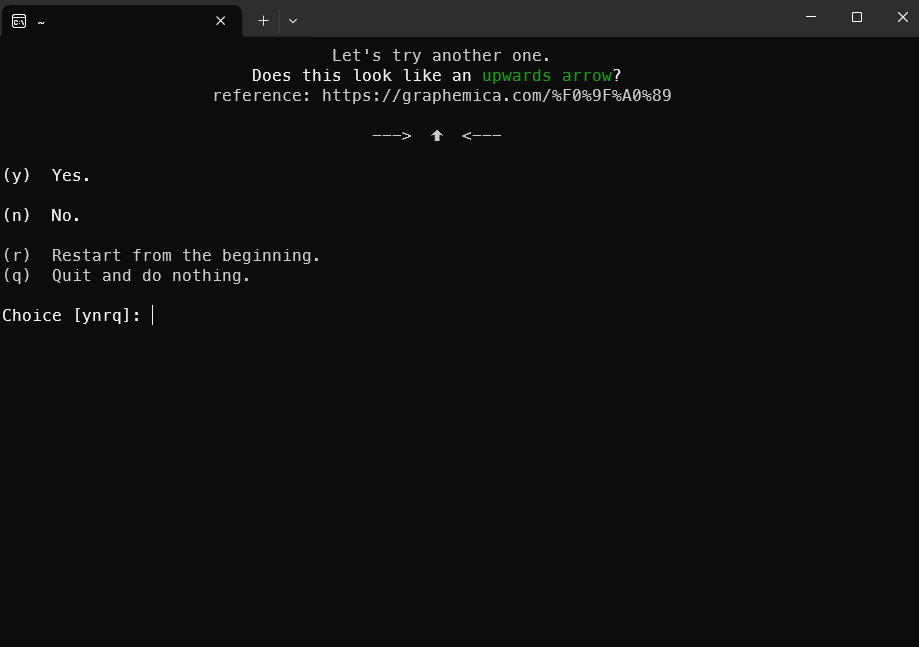 ~
Let's try another one.
Does this look like an upwards arrow?
reference: https://graphemica.com/%F0%9F%A0%89
---> 🠉 <---
(y) Yes.
(n) No.
(r) Restart from the beginning.
(q) Quit and do nothing.
Choice [ynrq]: